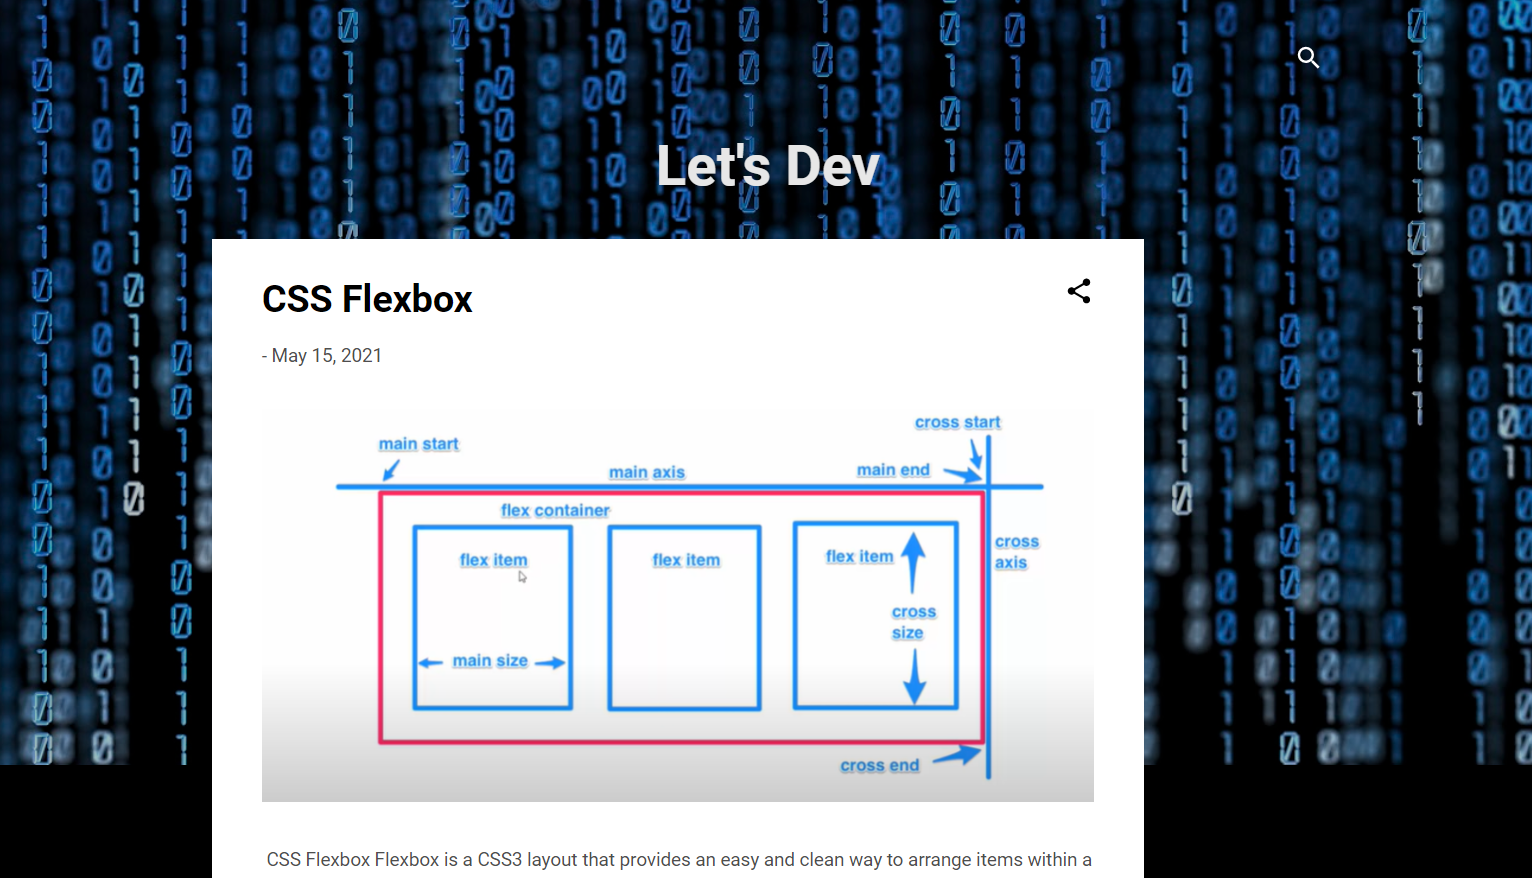 Let's Dev
CSS Flexbox
- May 15, 2021
cross start
main start
main axis
main end
flex container
flex item
flex item
flex item
cross
axis
cross
size
main size
cross end
CSS Flexbox Flexbox is a CSS3 layout that provides an easy and clean way to arrange items within a